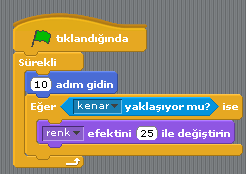 tıklandığında
Sürekli
10 adım gidin
Eğer kenar yaklaşıyor mu? ise
renk efektini 25 ile değiştirin